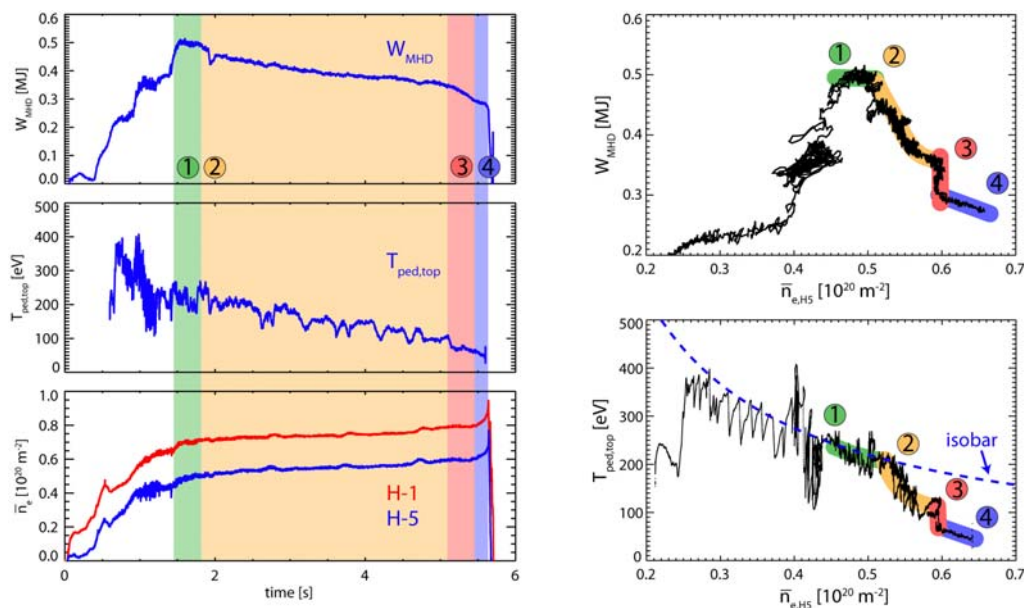 0.6
0.5
0.4
0.3
0.2
0.1
0.0
W_MHD [MJ]
W_MHD
1 2 3 4
500
400
300
200
100
0
T_ped,top [eV]
T_ped,top
1.0
0.8
0.6
0.4
0.2
0.0
n̅_e [10^20 m^-2]
H-1
H-5
0 2 4 6
time [s]
0.6
0.5
0.4
0.3
0.2
W_MHD [MJ]
1 2
3
4
0.2 0.3 0.4 0.5 0.6 0.7
n̅_e,H5 [10^20 m^-2]
500
400
300
200
100
0
T_ped,top [eV]
1
2
isobar
3
4
0.2 0.3 0.4 0.5 0.6 0.7
n̅_e,H5 [10^20 m^-2]